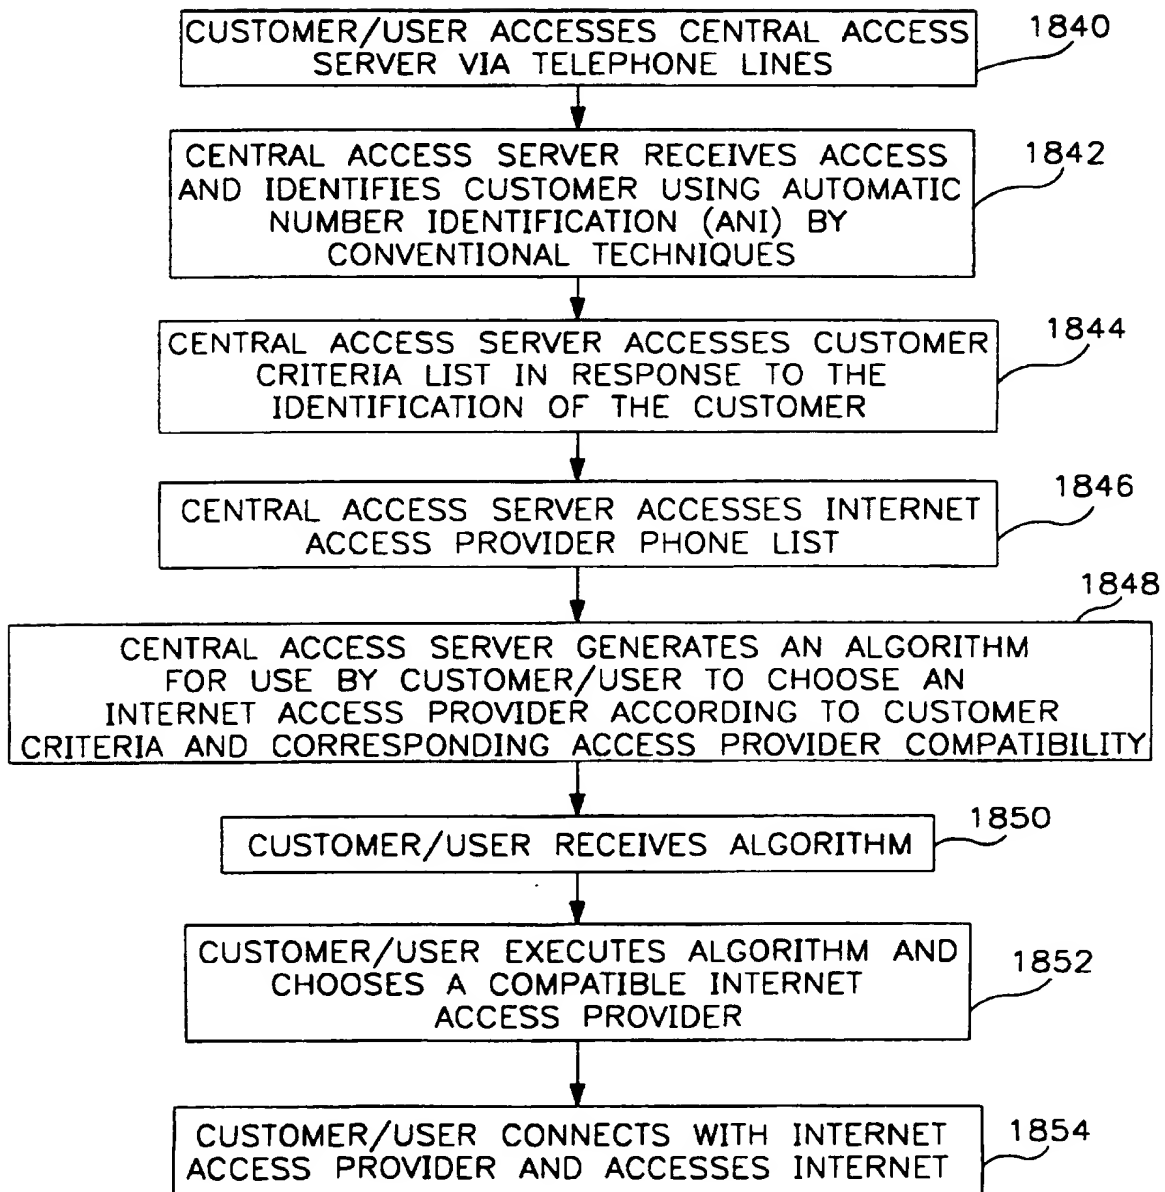 CUSTOMER/USER ACCESSES CENTRAL ACCESS
SERVER VIA TELEPHONE LINES
1840
CENTRAL ACCESS SERVER RECEIVES ACCESS
AND IDENTIFIES CUSTOMER USING AUTOMATIC
NUMBER IDENTIFICATION (ANI) BY
CONVENTIONAL TECHNIQUES
1842
CENTRAL ACCESS SERVER ACCESSES CUSTOMER
CRITERIA LIST IN RESPONSE TO THE
IDENTIFICATION OF THE CUSTOMER
1844
CENTRAL ACCESS SERVER ACCESSES INTERNET
ACCESS PROVIDER PHONE LIST
1846
1848
CENTRAL ACCESS SERVER GENERATES AN ALGORITHM
FOR USE BY CUSTOMER/USER TO CHOOSE AN
INTERNET ACCESS PROVIDER ACCORDING TO CUSTOMER
CRITERIA AND CORRESPONDING ACCESS PROVIDER COMPATIBILITY
CUSTOMER/USER RECEIVES ALGORITHM
1850
CUSTOMER/USER EXECUTES ALGORITHM AND
CHOOSES A COMPATIBLE INTERNET
ACCESS PROVIDER
1852
CUSTOMER/USER CONNECTS WITH INTERNET
ACCESS PROVIDER AND ACCESSES INTERNET
1854